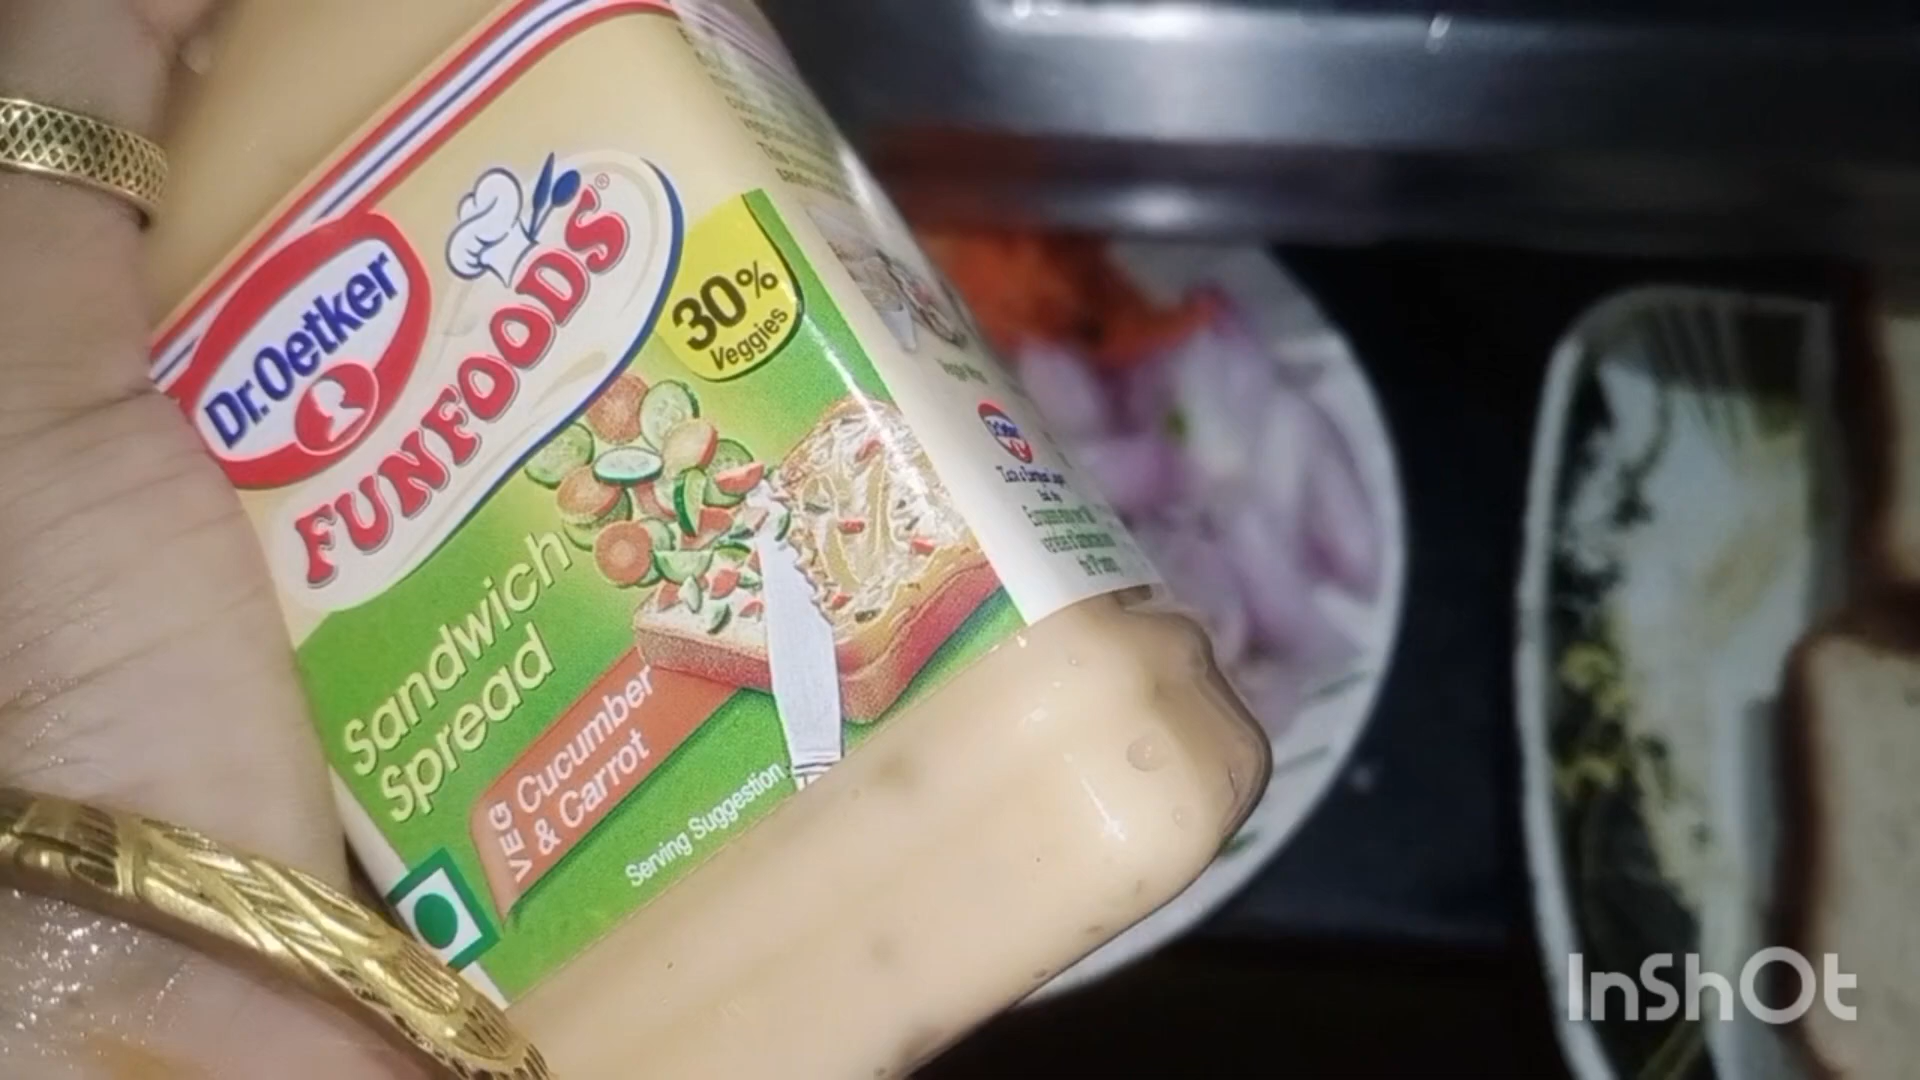 Dr.Oetker
FUNFOODS®
30%
Veggies
Sandwich
Spread
VEG
Cucumber
& Carrot
Serving Suggestion
InShOt